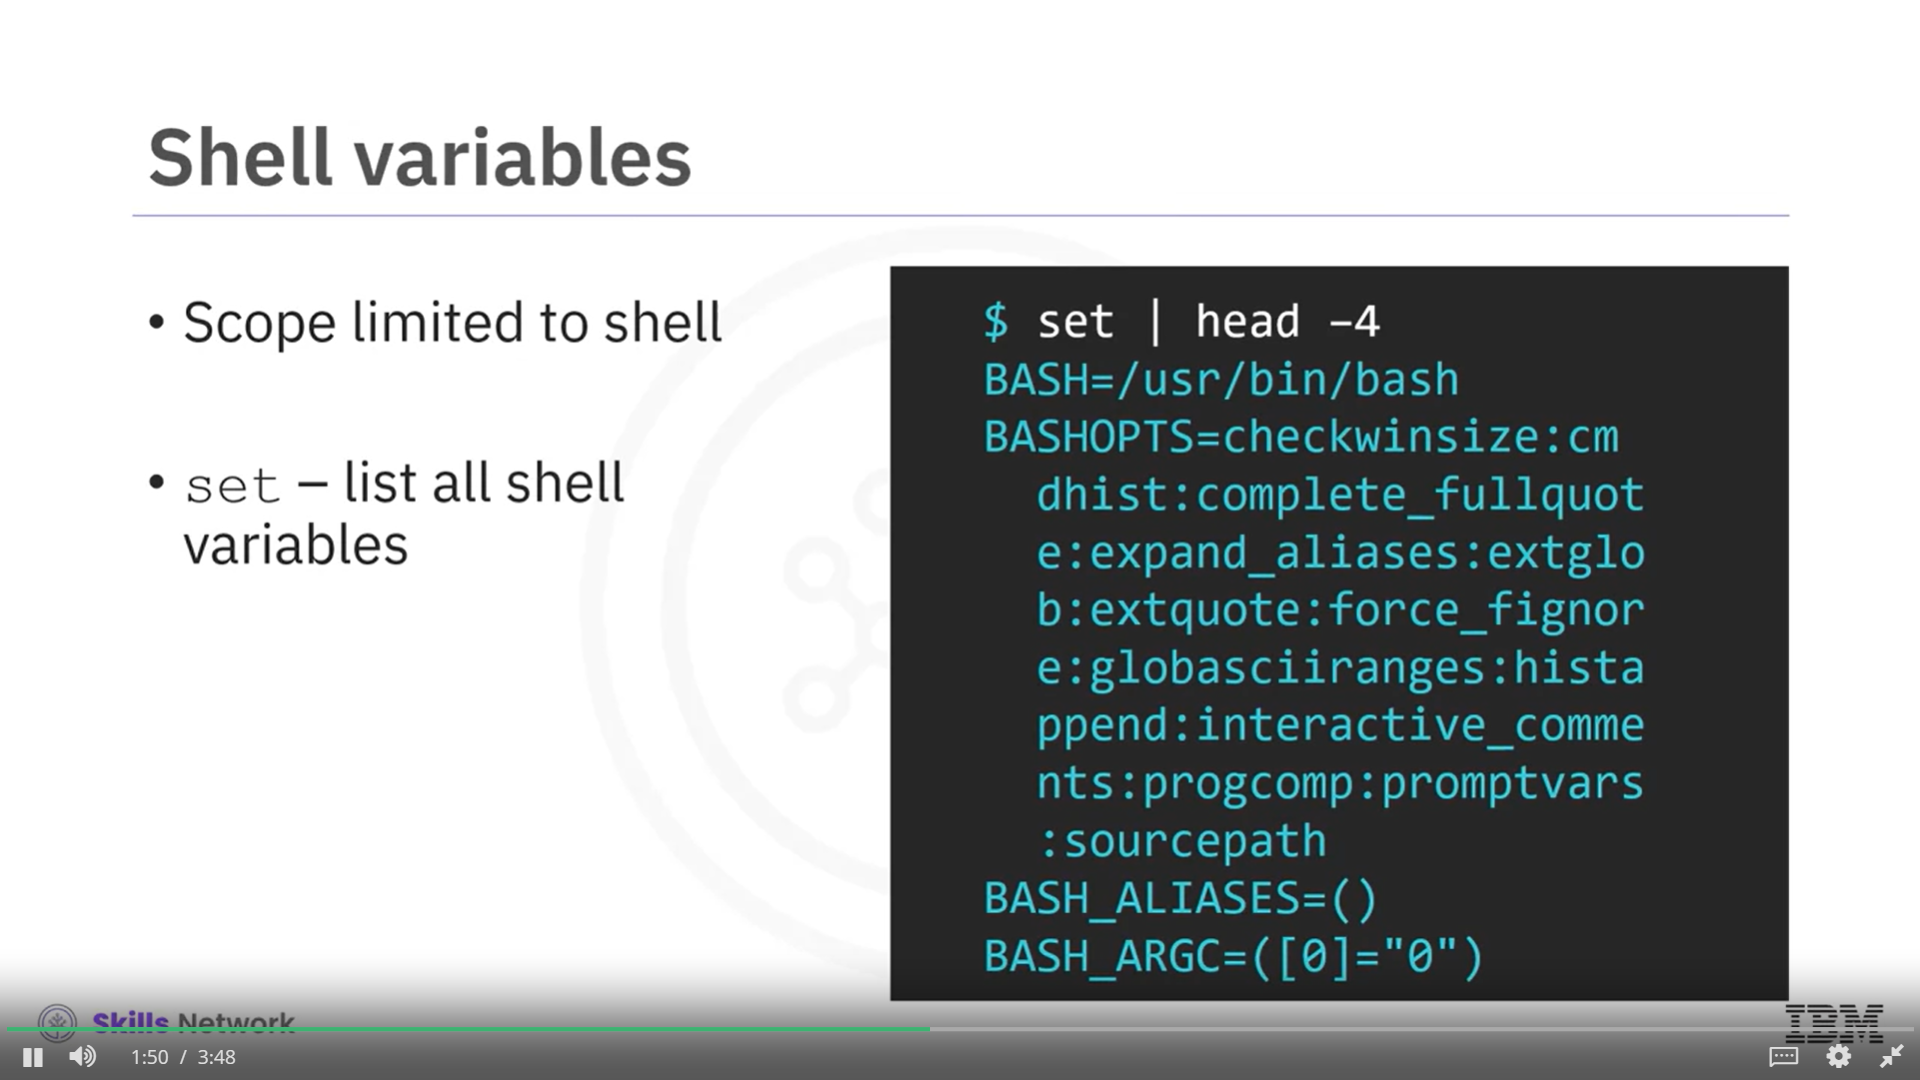 Shell variables
• Scope limited to shell
• set – list all shell
variables
$ set | head –4
BASH=/usr/bin/bash
BASHOPTS=checkwinsize:cm
dhist:complete_fullquot
e:expand_aliases:extglo
b:extquote:force_fignor
e:globasciiranges:hista
ppend:interactive_comme
nts:progcomp:promptvars
:sourcepath
BASH_ALIASES=()
BASH_ARGC=([0]="0")
Skills Network
IBM
1:50 / 3:48